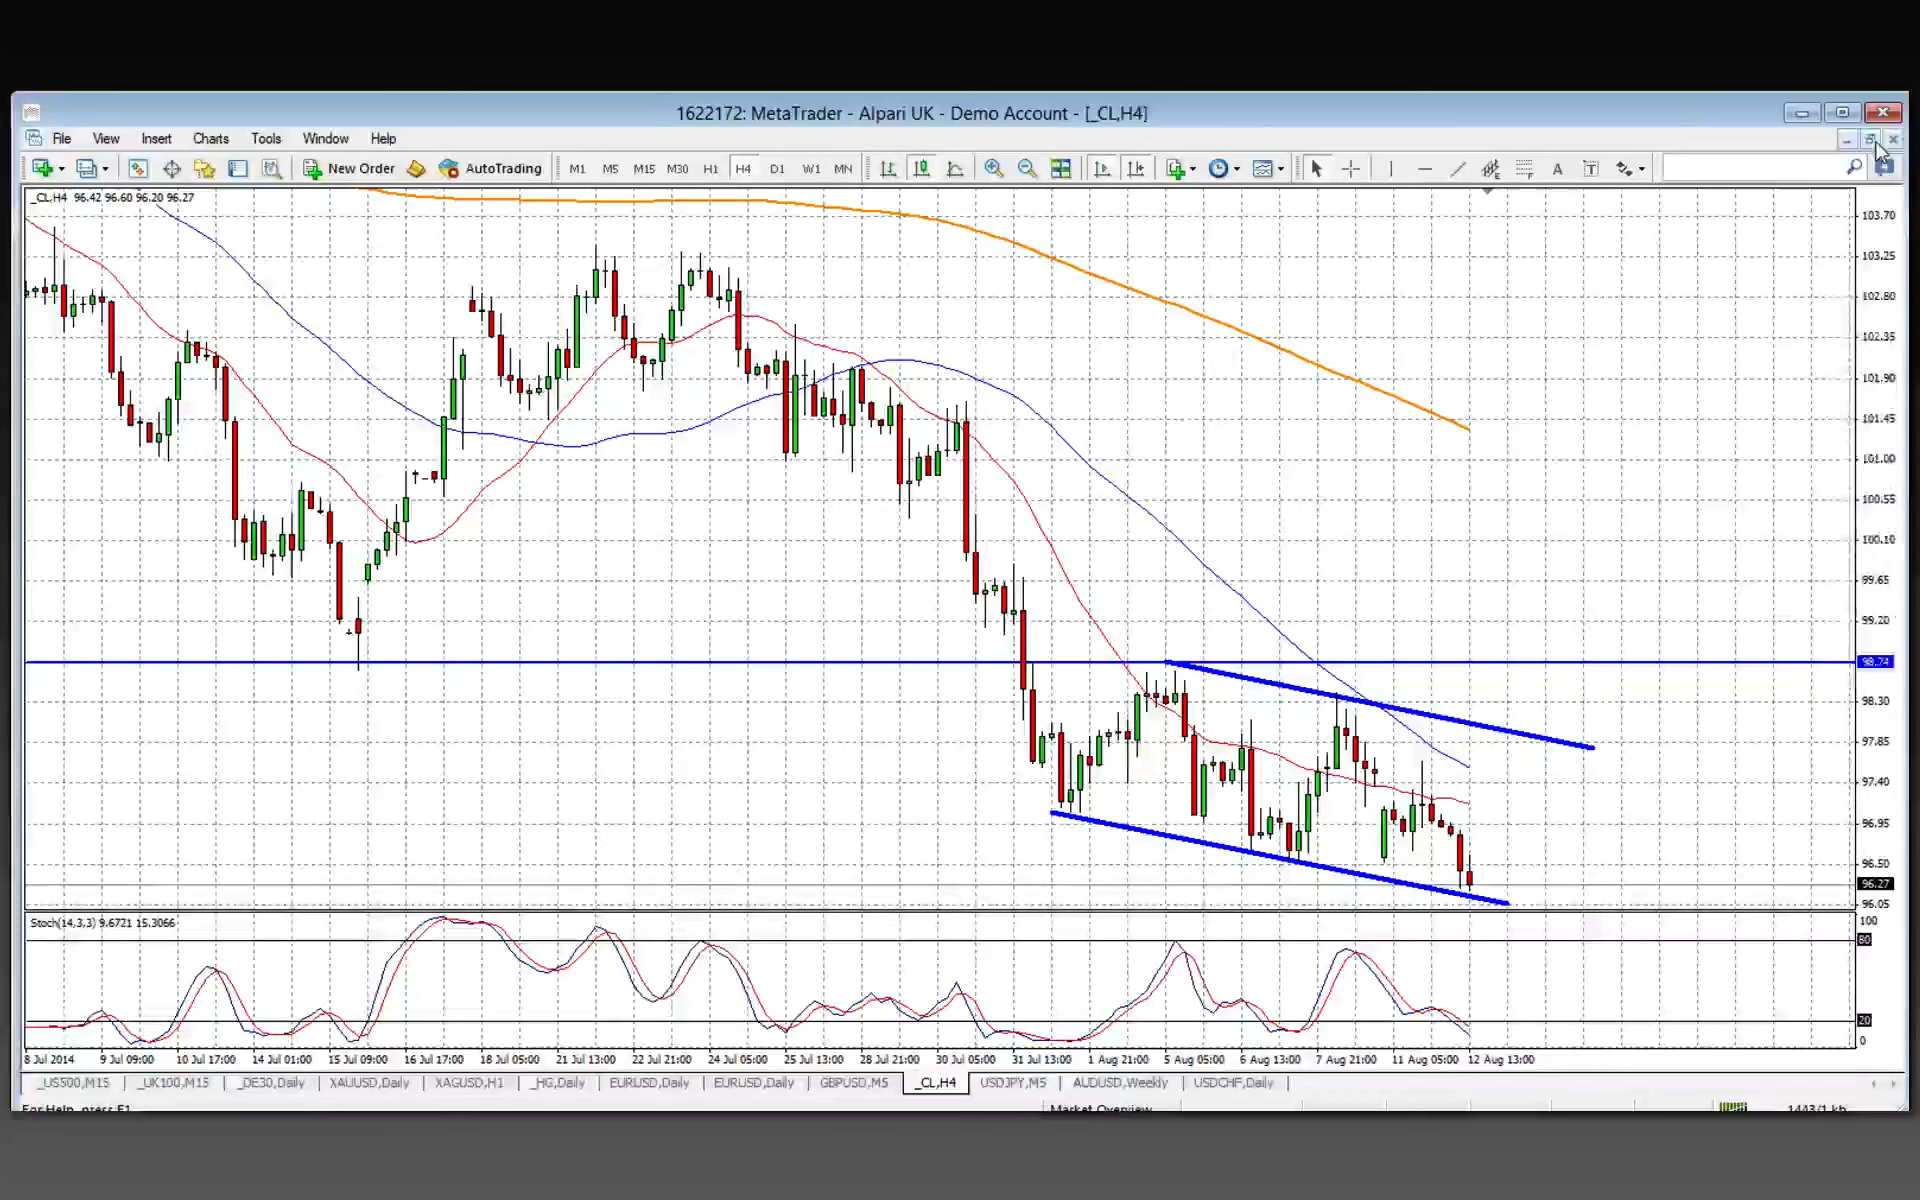 1622172: MetaTrader - Alpari UK - Demo Account - [_CL,H4]
File View Insert Charts Tools Window Help
New Order AutoTrading M1 M5 M15 M30 H1 H4 D1 W1 MN A T
_CL,H4 96.42 96.60 96.20 96.27
103.70
103.25
102.80
102.35
101.90
101.45
101.00
100.55
100.10
99.65
99.20
98.74
98.30
97.85
97.40
96.95
96.50
96.27
96.05
Stoch(14,3,3) 9.6721 15.3066
100
80
20
0
8 Jul 2014 9 Jul 09:00 10 Jul 17:00 14 Jul 01:00 15 Jul 09:00 16 Jul 17:00 18 Jul 05:00 21 Jul 13:00 22 Jul 21:00 24 Jul 05:00 25 Jul 13:00 28 Jul 21:00 30 Jul 05:00 31 Jul 13:00 1 Aug 21:00 5 Aug 05:00 6 Aug 13:00 7 Aug 21:00 11 Aug 05:00 12 Aug 13:00
_US500,M15 _UK100,M15 _DE30,Daily XAUUSD,Daily XAGUSD,H1 _HG,Daily EURUSD,Daily EURUSD,Daily GBPUSD,M5 _CL,H4 USDJPY,M5 AUDUSD,Weekly USDCHF,Daily
For Help, press F1 Market Overview 1443/1 kb